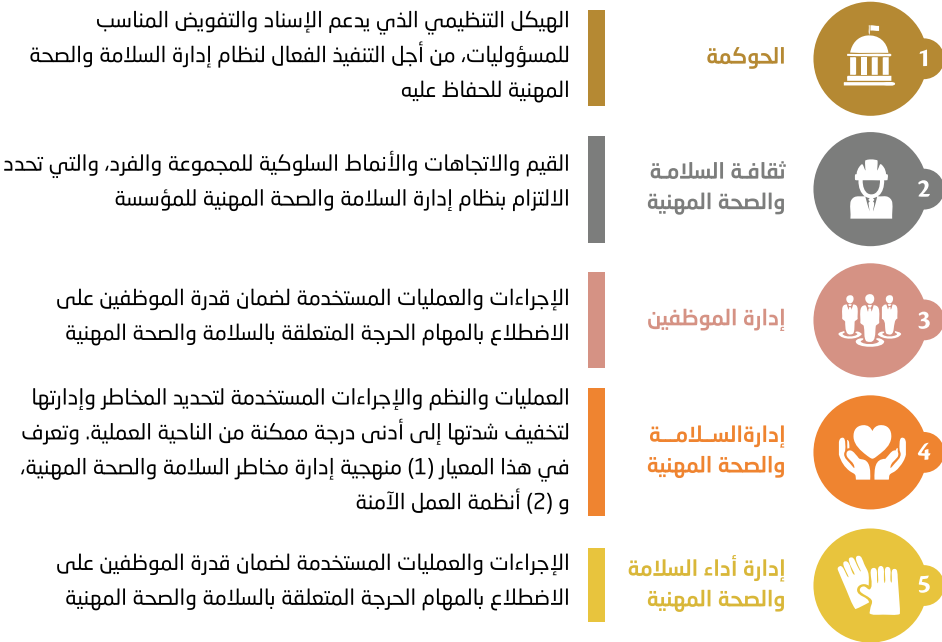 1
الحوكمة
الهيكل التنظيمي الذي يدعم الإسناد والتفويض المناسب
للمسؤوليات، من أجل التنفيذ الفعال لنظام إدارة السلامة والصحة
المهنية للحفاظ عليه
2
ثقافـة السلامـة
والصحة المهنية
القيم والاتجاهات والأنماط السلوكية للمجموعة والفرد، والتي تحدد
الالتزام بنظام إدارة السلامة والصحة المهنية للمؤسسة
3
إدارة الموظفين
الإجراءات والعمليات المستخدمة لضمان قدرة الموظفين على
الاضطلاع بالمهام الحرجة المتعلقة بالسلامة والصحة المهنية
4
إدارةالســلامـــة
والصحة المهنية
العمليات والنظم والإجراءات المستخدمة لتحديد المخاطر وإدارتها
لتخفيف شدتها إلى أدنى درجة ممكنة من الناحية العملية. وتعرف
في هذا المعيار (1) منهجية إدارة مخاطر السلامة والصحة المهنية،
و (2) أنظمة العمل الآمنة
5
إدارة أداء السلامة
والصحة المهنية
الإجراءات والعمليات المستخدمة لضمان قدرة الموظفين على
الاضطلاع بالمهام الحرجة المتعلقة بالسلامة والصحة المهنية